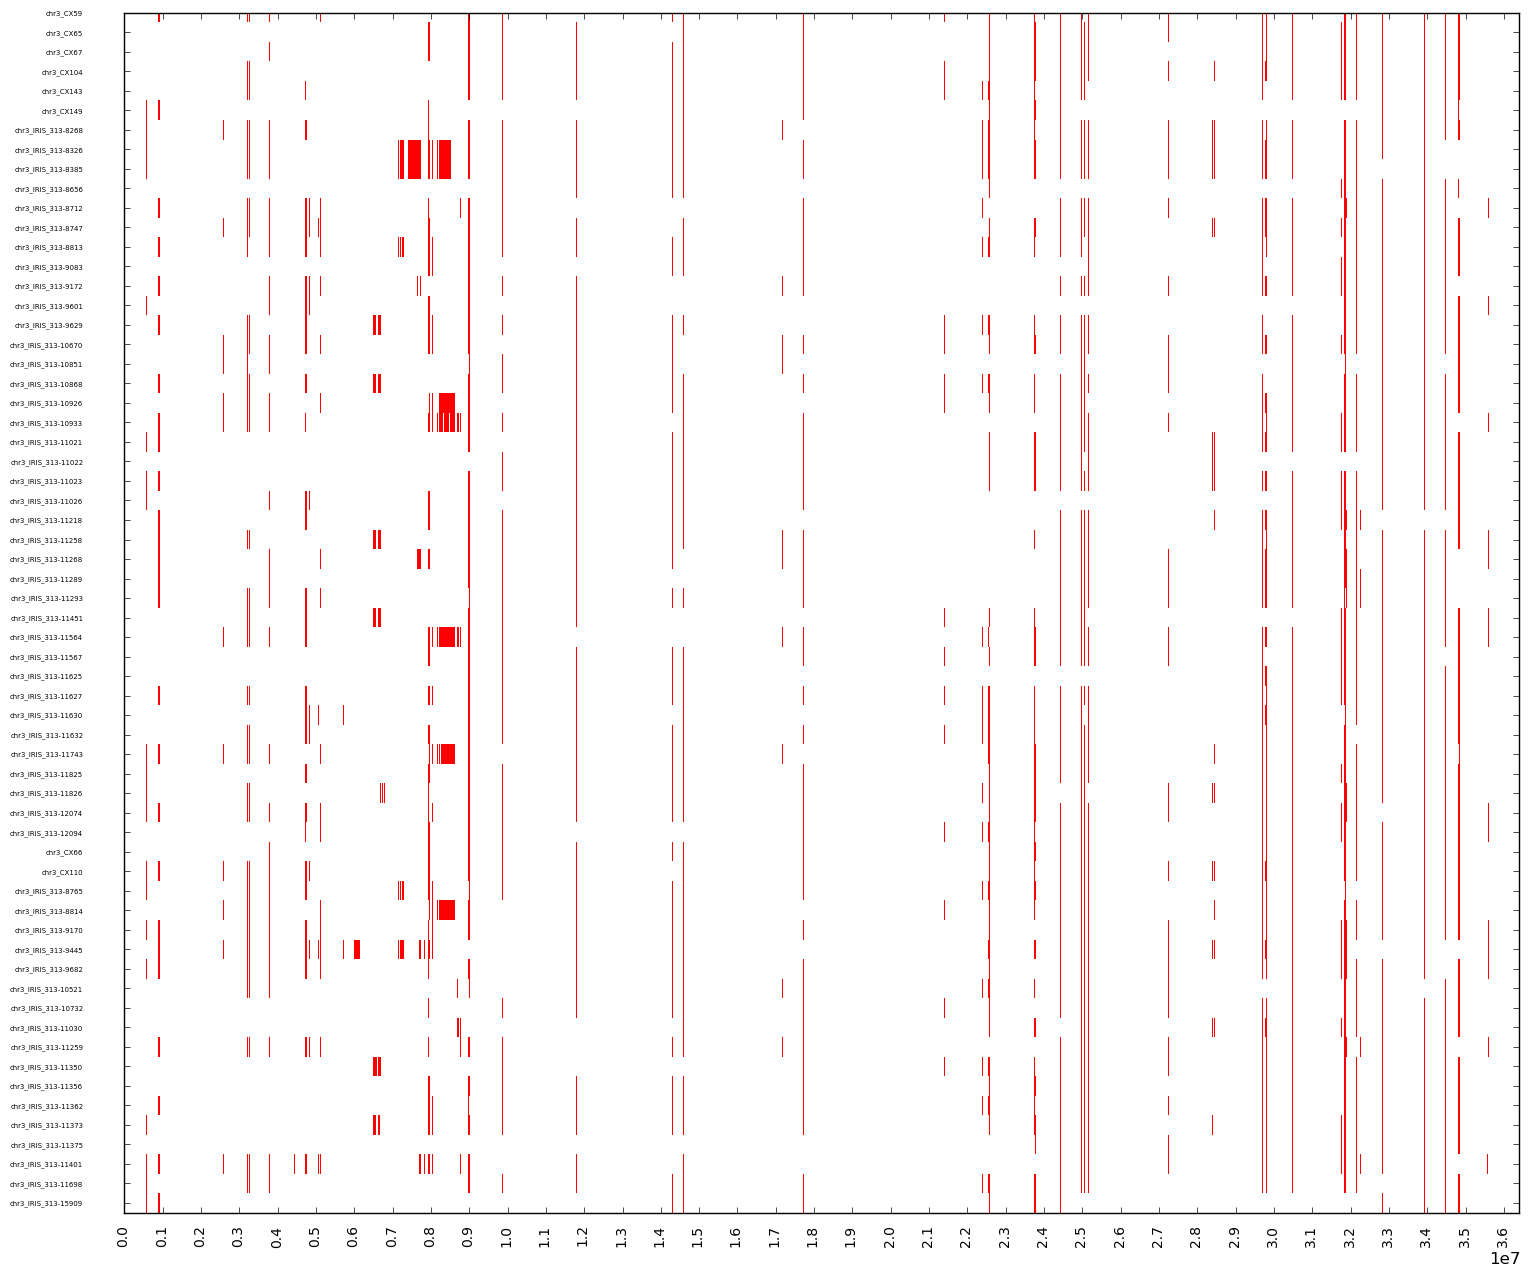 chr3_CX59
chr3_CX65
chr3_CX67
chr3_CX104
chr3_CX143
chr3_CX149
chr3_IRIS_313-8268
chr3_IRIS_313-8326
chr3_IRIS_313-8385
chr3_IRIS_313-8656
chr3_IRIS_313-8712
chr3_IRIS_313-8747
chr3_IRIS_313-8813
chr3_IRIS_313-9083
chr3_IRIS_313-9172
chr3_IRIS_313-9601
chr3_IRIS_313-9629
chr3_IRIS_313-10670
chr3_IRIS_313-10851
chr3_IRIS_313-10868
chr3_IRIS_313-10926
chr3_IRIS_313-10933
chr3_IRIS_313-11021
chr3_IRIS_313-11022
chr3_IRIS_313-11023
chr3_IRIS_313-11026
chr3_IRIS_313-11218
chr3_IRIS_313-11258
chr3_IRIS_313-11268
chr3_IRIS_313-11289
chr3_IRIS_313-11293
chr3_IRIS_313-11451
chr3_IRIS_313-11564
chr3_IRIS_313-11567
chr3_IRIS_313-11625
chr3_IRIS_313-11627
chr3_IRIS_313-11630
chr3_IRIS_313-11632
chr3_IRIS_313-11743
chr3_IRIS_313-11825
chr3_IRIS_313-11826
chr3_IRIS_313-12074
chr3_IRIS_313-12094
chr3_CX66
chr3_CX110
chr3_IRIS_313-8765
chr3_IRIS_313-8814
chr3_IRIS_313-9170
chr3_IRIS_313-9445
chr3_IRIS_313-9682
chr3_IRIS_313-10521
chr3_IRIS_313-10732
chr3_IRIS_313-11030
chr3_IRIS_313-11259
chr3_IRIS_313-11350
chr3_IRIS_313-11356
chr3_IRIS_313-11362
chr3_IRIS_313-11373
chr3_IRIS_313-11375
chr3_IRIS_313-11401
chr3_IRIS_313-11698
chr3_IRIS_313-15909
0.0 0.1 0.2 0.3 0.4 0.5 0.6 0.7 0.8 0.9 1.0 1.1 1.2 1.3 1.4 1.5 1.6 1.7 1.8 1.9 2.0 2.1 2.2 2.3 2.4 2.5 2.6 2.7 2.8 2.9 3.0 3.1 3.2 3.3 3.4 3.5 3.6
1e7